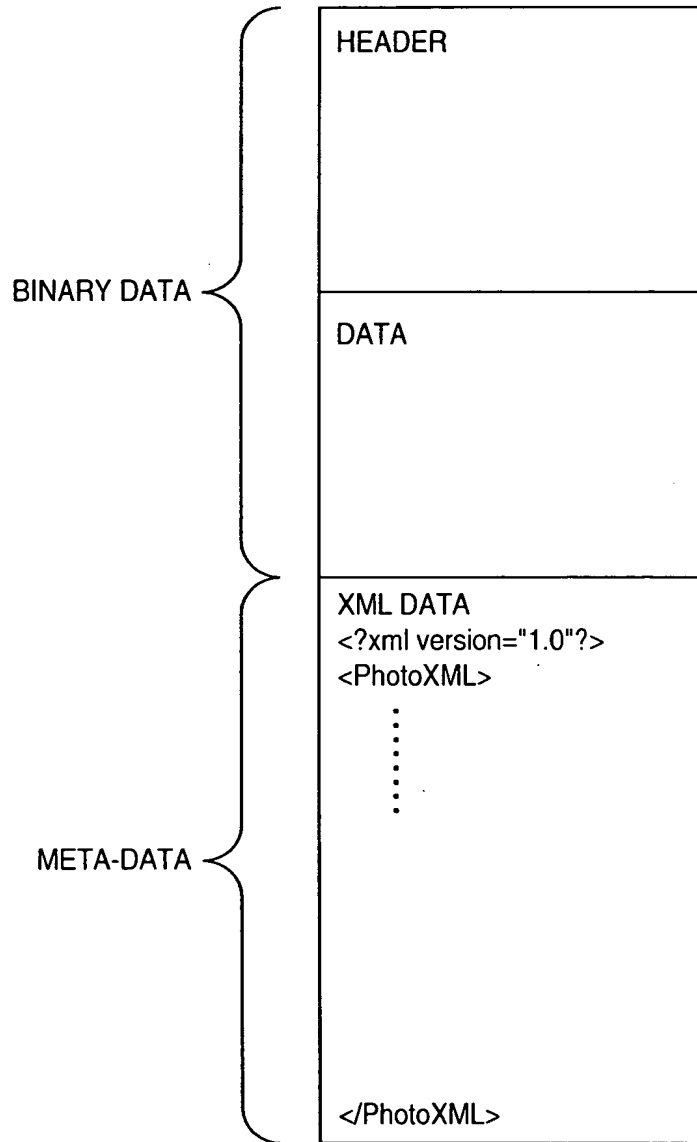 HEADER
BINARY DATA
DATA
XML DATA
<?xml version="1.0"?>
<PhotoXML>
META-DATA
</PhotoXML>